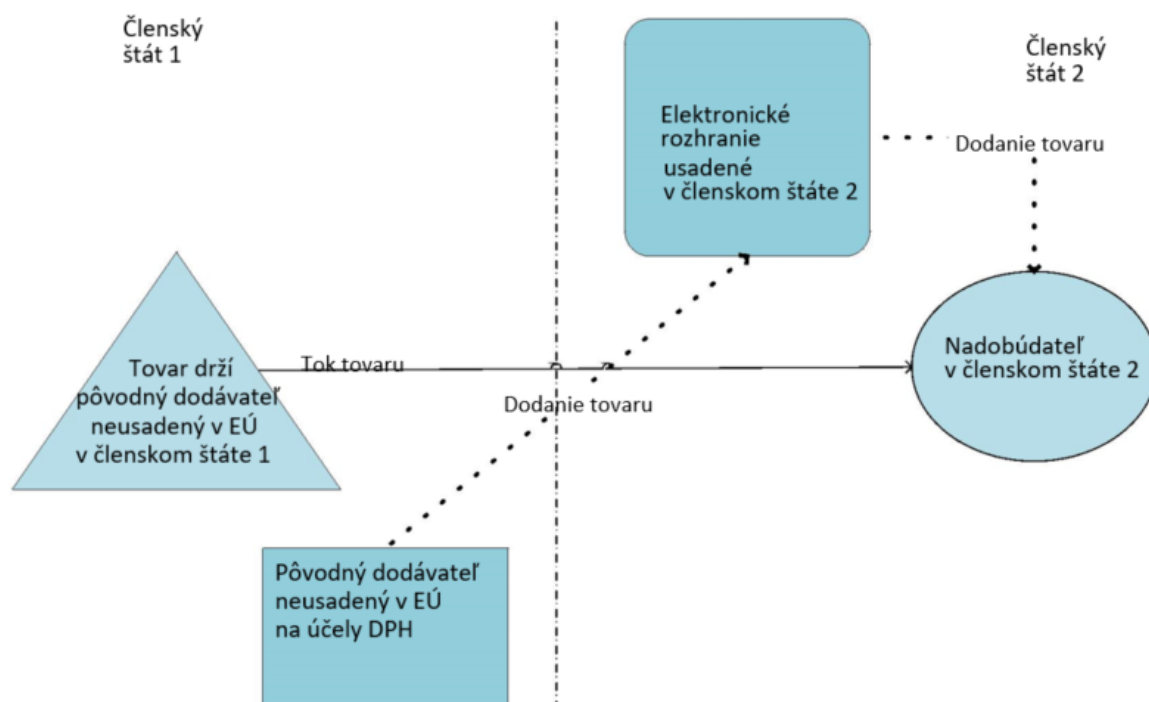 Členský
štát 1
Členský
štát 2
Elektronické
rozhranie
usadené
v členskom štáte 2
Dodanie tovaru
Tovar drží
pôvodný dodávateľ
neusadený v EÚ
v členskom štáte 1
Tok tovaru
Dodanie tovaru
Nadobúdateľ
v členskom štáte 2
Pôvodný dodávateľ
neusadený v EÚ
na účely DPH